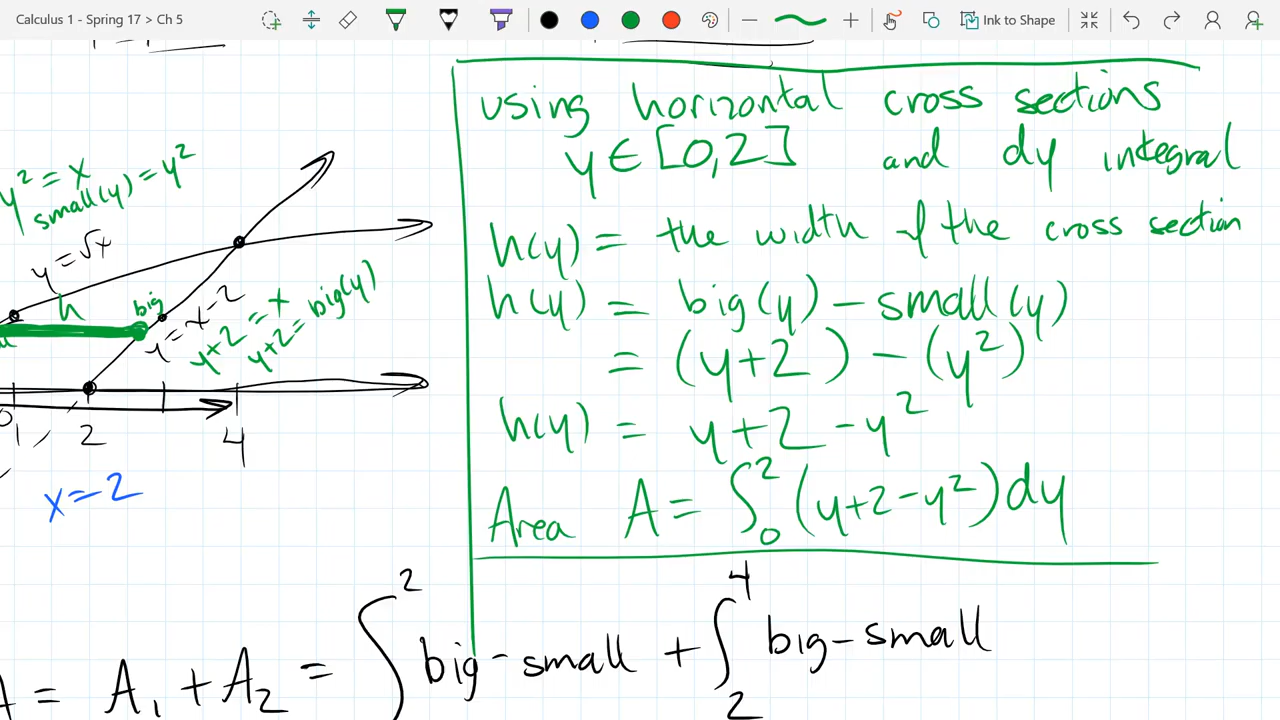 Calculus 1 - Spring 17 > Ch 5
Ink to Shape
using horizontal cross sections
y ∈ [0,2] and dy integral
h(y) = the width of the cross section
h(y) = big(y) - small(y)
= (y+2) - (y²)
h(y) = y+2 - y²
Area A = ∫₀² (y+2-y²) dy
y² = x
small(y) = y²
y = √x
h
big
y = x-2
y+2 = x
y+2 = big(y)
0 1 2 4
x=-2
A = A₁ + A₂ = ∫² big-small + ∫₂⁴ big-small